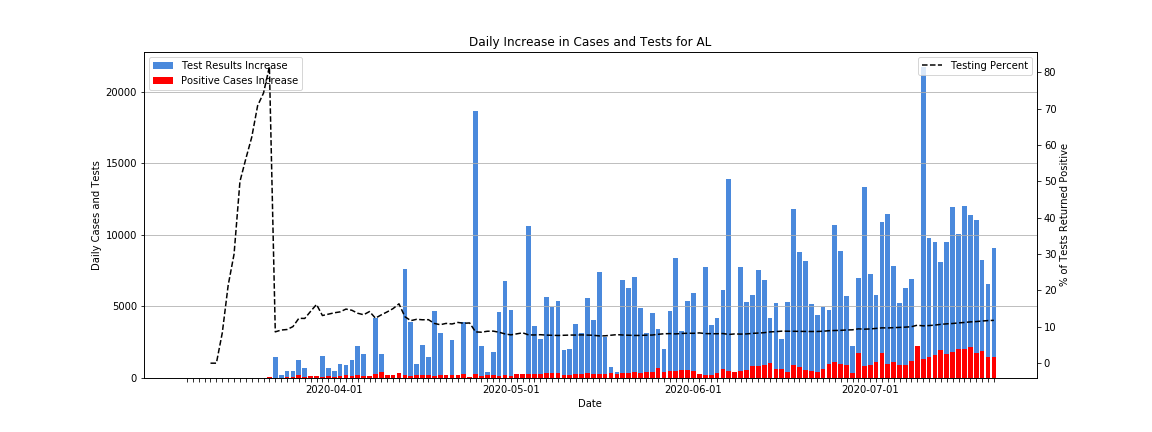 Daily Increase in Cases and Tests for AL
Test Results Increase
Positive Cases Increase
Testing Percent
20000
15000
10000
5000
0
Daily Cases and Tests
80
70
60
50
40
30
20
10
0
% of Tests Returned Positive
2020-04-01
2020-05-01
2020-06-01
2020-07-01
Date